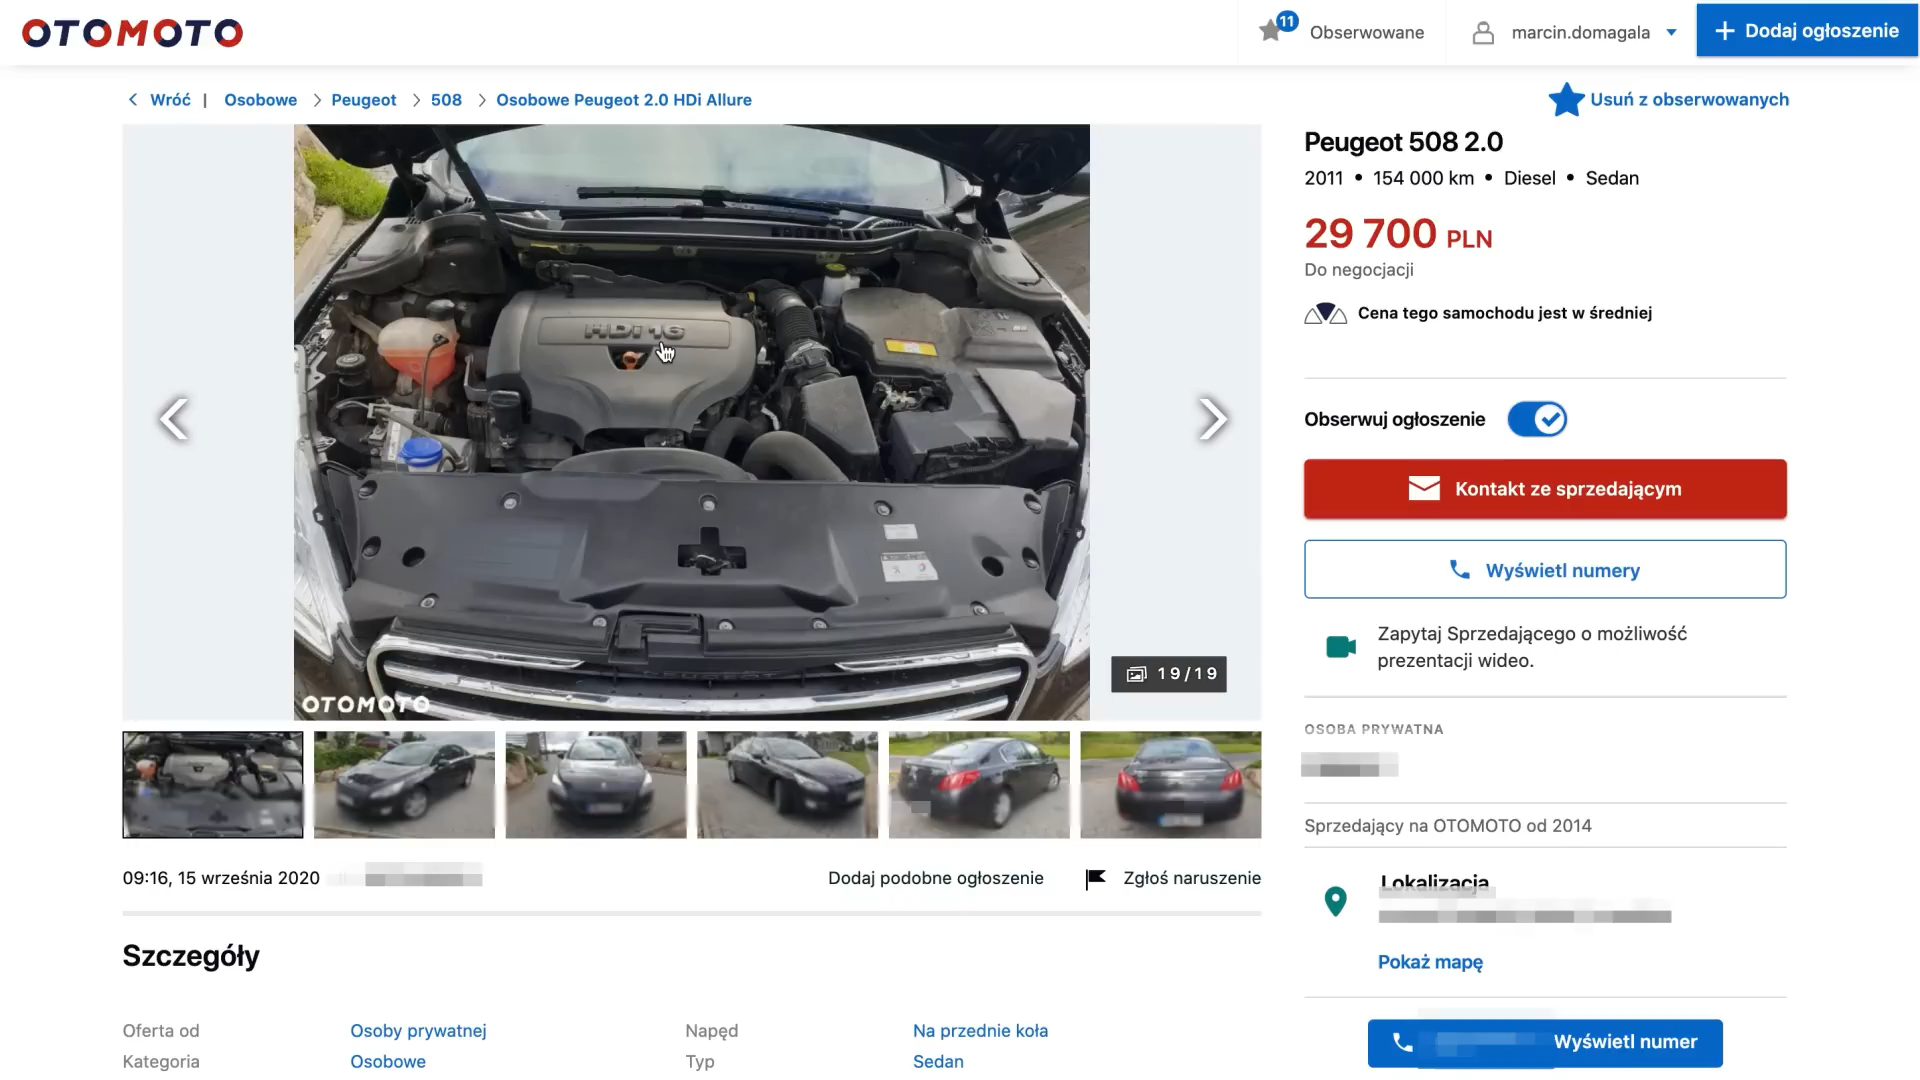 OTOMOTO
11
Obserwowane
marcin.domagala
Dodaj ogłoszenie
Wróć | Osobowe > Peugeot > 508 > Osobowe Peugeot 2.0 HDi Allure
Usuń z obserwowanych
Peugeot 508 2.0
2011 • 154 000 km • Diesel • Sedan
29 700 PLN
Do negocjacji
Cena tego samochodu jest w średniej
HDi 16
Obserwuj ogłoszenie
Kontakt ze sprzedającym
Wyświetl numery
Zapytaj Sprzedającego o możliwość
prezentacji wideo.
19/19
OTOMOTO
OSOBA PRYWATNA
Sprzedający na OTOMOTO od 2014
09:16, 15 września 2020
Dodaj podobne ogłoszenie
Zgłoś naruszenie
Lokalizacja
Pokaż mapę
Szczegóły
Oferta od Osoby prywatnej
Napęd Na przednie koła
Kategoria Osobowe
Typ Sedan
Wyświetl numer